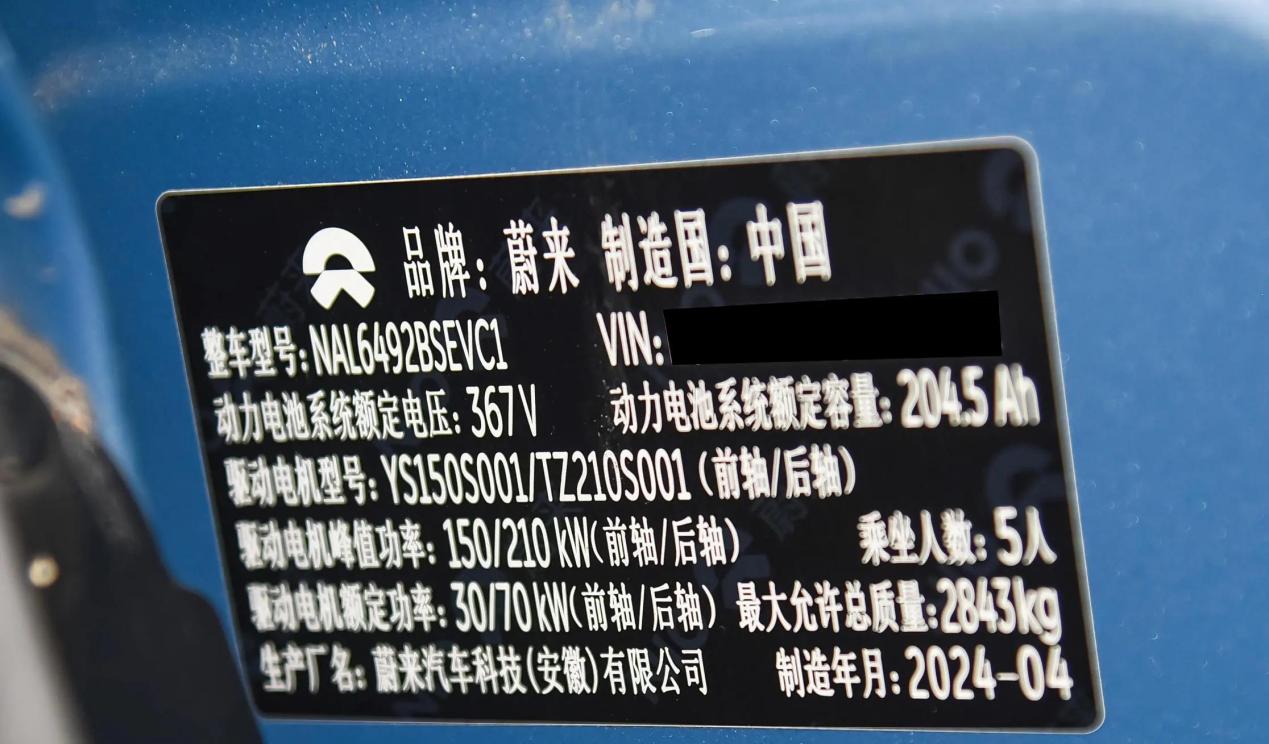 品牌：蔚来 制造国：中国
整车型号：NAL6492BSEVC1 VIN:
动力电池系统额定电压：367V 动力电池系统额定容量：204.5 Ah
驱动电机型号：YS150S001/TZ210S001（前轴/后轴）
驱动电机峰值功率：150/210 kW（前轴/后轴） 乘坐人数：5人
驱动电机额定功率：30/70kW（前轴/后轴） 最大允许总质量：2843kg
生产厂名：蔚来汽车科技（安徽）有限公司 制造年月：2024-04